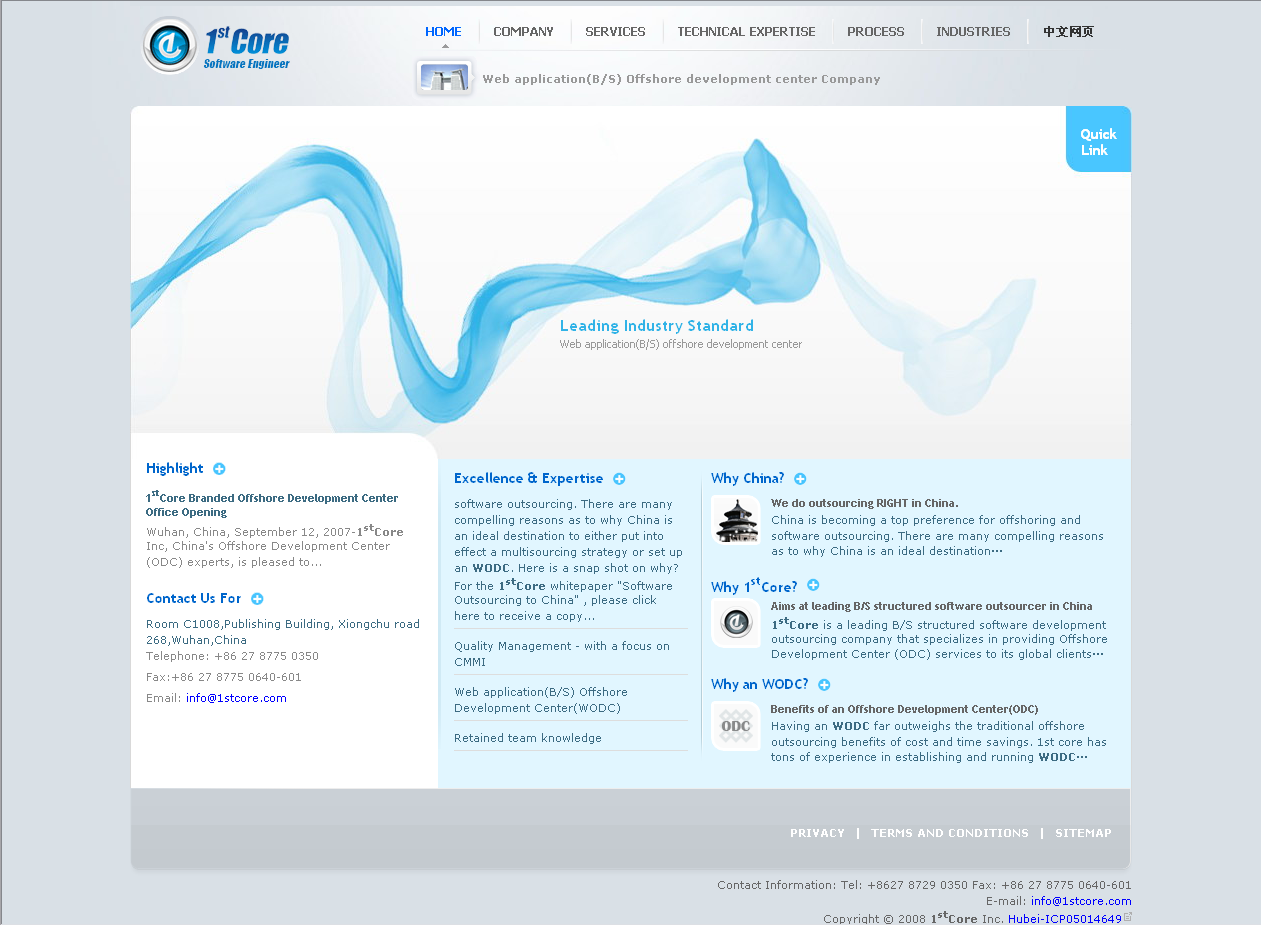 1st Core
Software Engineer
HOME COMPANY SERVICES TECHNICAL EXPERTISE PROCESS INDUSTRIES 中文网页
Web application(B/S) Offshore development center Company
Quick
Link
Leading Industry Standard
Web application(B/S) offshore development center
Highlight
1stCore Branded Offshore Development Center
Office Opening
Wuhan, China, September 12, 2007-1stCore
Inc, China's Offshore Development Center
(ODC) experts, is pleased to...
Contact Us For
Room C1008,Publishing Building, Xiongchu road
268,Wuhan,China
Telephone: +86 27 8775 0350
Fax:+86 27 8775 0640-601
Email: info@1stcore.com
Excellence & Expertise
software outsourcing. There are many
compelling reasons as to why China is
an ideal destination to either put into
effect a multisourcing strategy or set up
an WODC. Here is a snap shot on why?
For the 1stCore whitepaper "Software
Outsourcing to China" , please click
here to receive a copy...
Quality Management - with a focus on
CMMI
Web application(B/S) Offshore
Development Center(WODC)
Retained team knowledge
Why China?
We do outsourcing RIGHT in China.
China is becoming a top preference for offshoring and
software outsourcing. There are many compelling reasons
as to why China is an ideal destination···
Why 1stCore?
Aims at leading B/S structured software outsourcer in China
1stCore is a leading B/S structured software development
outsourcing company that specializes in providing Offshore
Development Center (ODC) services to its global clients···
Why an WODC?
ODC
Benefits of an Offshore Development Center(ODC)
Having an WODC far outweighs the traditional offshore
outsourcing benefits of cost and time savings. 1st core has
tons of experience in establishing and running WODC···
PRIVACY | TERMS AND CONDITIONS | SITEMAP
Contact Information: Tel: +8627 8729 0350 Fax: +86 27 8775 0640-601
E-mail: info@1stcore.com
Copyright © 2008 1stCore Inc. Hubei-ICP05014649